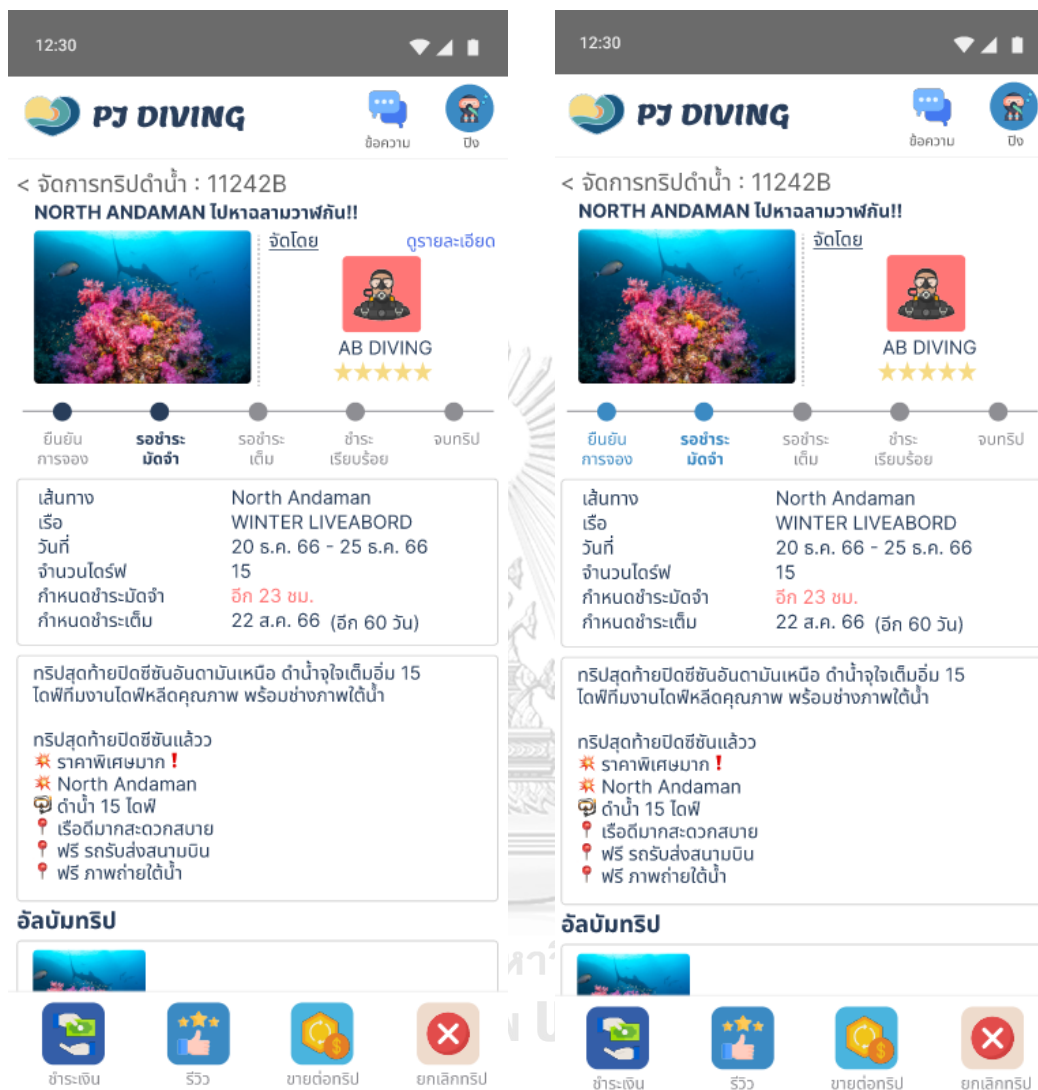 12:30
PJ DIVING
ข้อความ
ปิง
< จัดการทริปดำน้ำ : 11242B
NORTH ANDAMAN ไปหาฉลามวาฬกัน!!
จัดโดย
ดูรายละเอียด
AB DIVING
ยืนยัน
การจอง
รอชำระ
มัดจำ
รอชำระ
เต็ม
ชำระ
เรียบร้อย
จบทริป
เส้นทาง North Andaman
เรือ WINTER LIVEABORD
วันที่ 20 ธ.ค. 66 - 25 ธ.ค. 66
จำนวนไดร์ฟ 15
กำหนดชำระมัดจำ อีก 23 ชม.
กำหนดชำระเต็ม 22 ส.ค. 66 (อีก 60 วัน)
ทริปสุดท้ายปิดซีซันอันดามันเหนือ ดำน้ำจุใจเต็มอิ่ม 15
ไดฟ์ทีมงานไดฟ์หลีดคุณภาพ พร้อมช่างภาพใต้น้ำ
ทริปสุดท้ายปิดซีซันแล้วว
💥 ราคาพิเศษมาก❗
💥 North Andaman
🤿 ดำน้ำ 15 ไดฟ์
📍 เรือดีมากสะดวกสบาย
📍 ฟรี รถรับส่งสนามบิน
📍 ฟรี ภาพถ่ายใต้น้ำ
อัลบัมทริป
ชำระเงิน
รีวิว
ขายต่อทริป
ยกเลิกทริป
12:30
PJ DIVING
ข้อความ
ปิง
< จัดการทริปดำน้ำ : 11242B
NORTH ANDAMAN ไปหาฉลามวาฬกัน!!
จัดโดย
AB DIVING
ยืนยัน
การจอง
รอชำระ
มัดจำ
รอชำระ
เต็ม
ชำระ
เรียบร้อย
จบทริป
เส้นทาง North Andaman
เรือ WINTER LIVEABORD
วันที่ 20 ธ.ค. 66 - 25 ธ.ค. 66
จำนวนไดร์ฟ 15
กำหนดชำระมัดจำ อีก 23 ชม.
กำหนดชำระเต็ม 22 ส.ค. 66 (อีก 60 วัน)
ทริปสุดท้ายปิดซีซันอันดามันเหนือ ดำน้ำจุใจเต็มอิ่ม 15
ไดฟ์ทีมงานไดฟ์หลีดคุณภาพ พร้อมช่างภาพใต้น้ำ
ทริปสุดท้ายปิดซีซันแล้วว
💥 ราคาพิเศษมาก❗
💥 North Andaman
🤿 ดำน้ำ 15 ไดฟ์
📍 เรือดีมากสะดวกสบาย
📍 ฟรี รถรับส่งสนามบิน
📍 ฟรี ภาพถ่ายใต้น้ำ
อัลบัมทริป
ชำระเงิน
รีวิว
ขายต่อทริป
ยกเลิกทริป